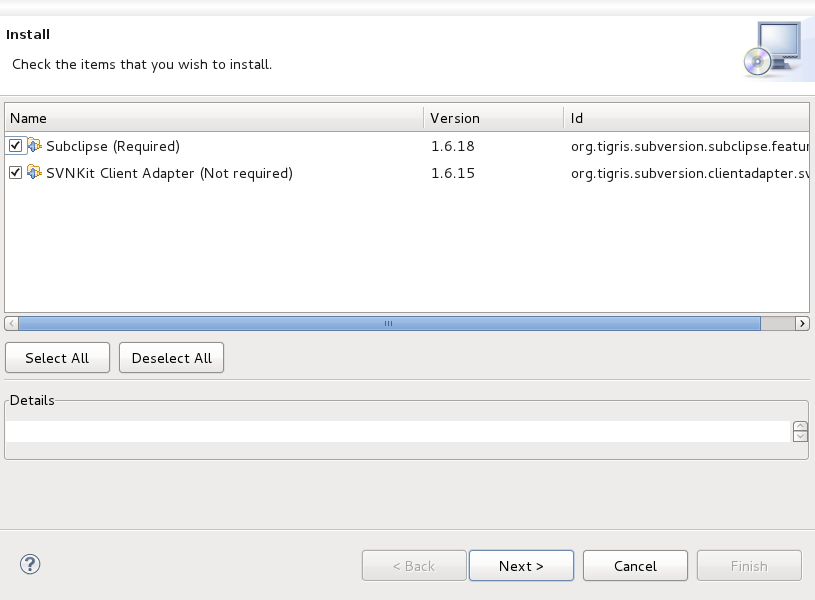 Install
Check the items that you wish to install.
Name Version Id
Subclipse (Required) 1.6.18 org.tigris.subversion.subclipse.featur
SVNKit Client Adapter (Not required) 1.6.15 org.tigris.subversion.clientadapter.sv
Select All Deselect All
Details
? < Back Next > Cancel Finish